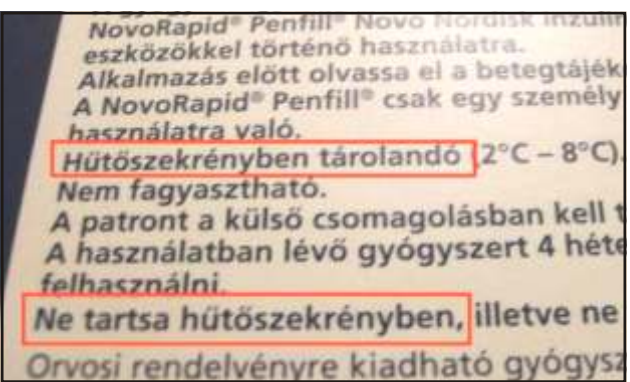 NovoRapid® Penfill® Novo Nordisk inzulin
eszközökkel történő használatra.
Alkalmazás előtt olvassa el a betegtájék
A NovoRapid® Penfill® csak egy személy
használatra való.
Hűtőszekrényben tárolandó (2°C – 8°C).
Nem fagyasztható.
A patront a külső csomagolásban kell t
A használatban lévő gyógyszert 4 héte
felhasználni.
Ne tartsa hűtőszekrényben, illetve ne
Orvosi rendelvényre kiadható gyógysz